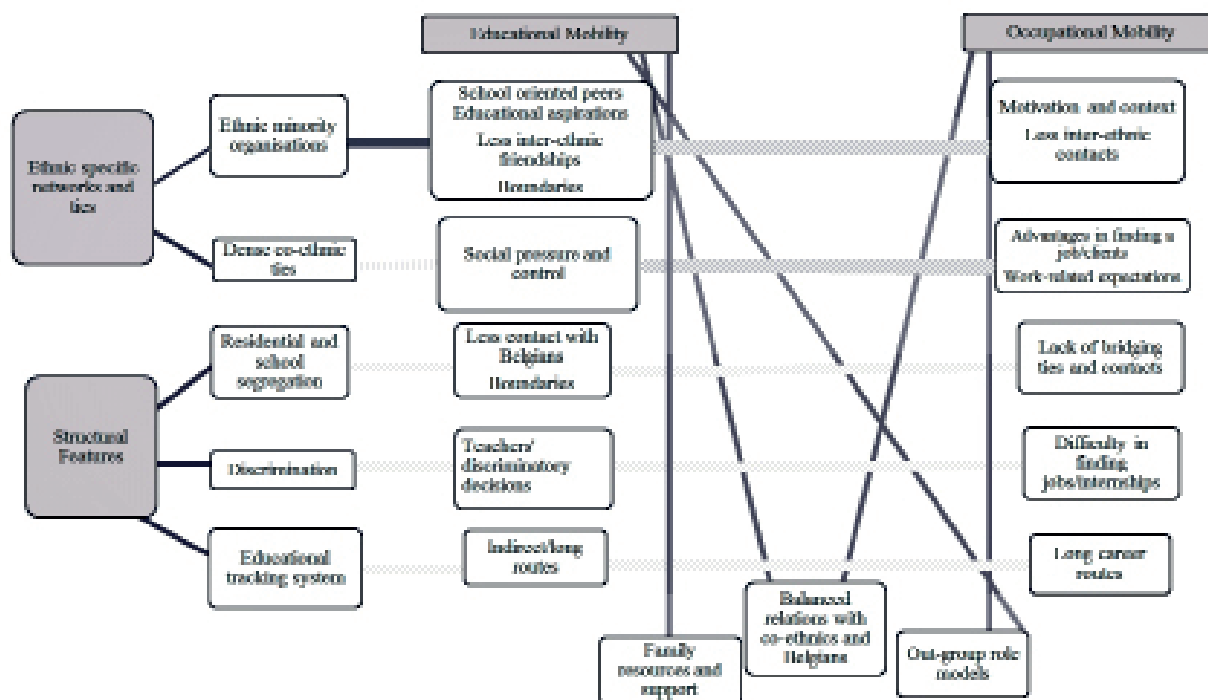 Educational Mobility
Occupational Mobility
Ethnic specific
networks and
ties
Ethnic minority
organisations
School oriented peers
Educational aspirations
Less inter-ethnic
friendships
Boundaries
Motivation and context
Less inter-ethnic
contacts
Dense co-ethnic
ties
Social pressure and
control
Advantages in finding a
job/clients
Work-related expectations
Structural
Features
Residential and
school
segregation
Less contact with
Belgians
Boundaries
Lack of bridging
ties and contacts
Discrimination
Teachers'
discriminatory
decisions
Difficulty in
finding
jobs/internships
Educational
tracking system
Indirect/long
routes
Long career
routes
Family
resources and
support
Balanced
relations with
co-ethnics and
Belgians
Out-group role
models